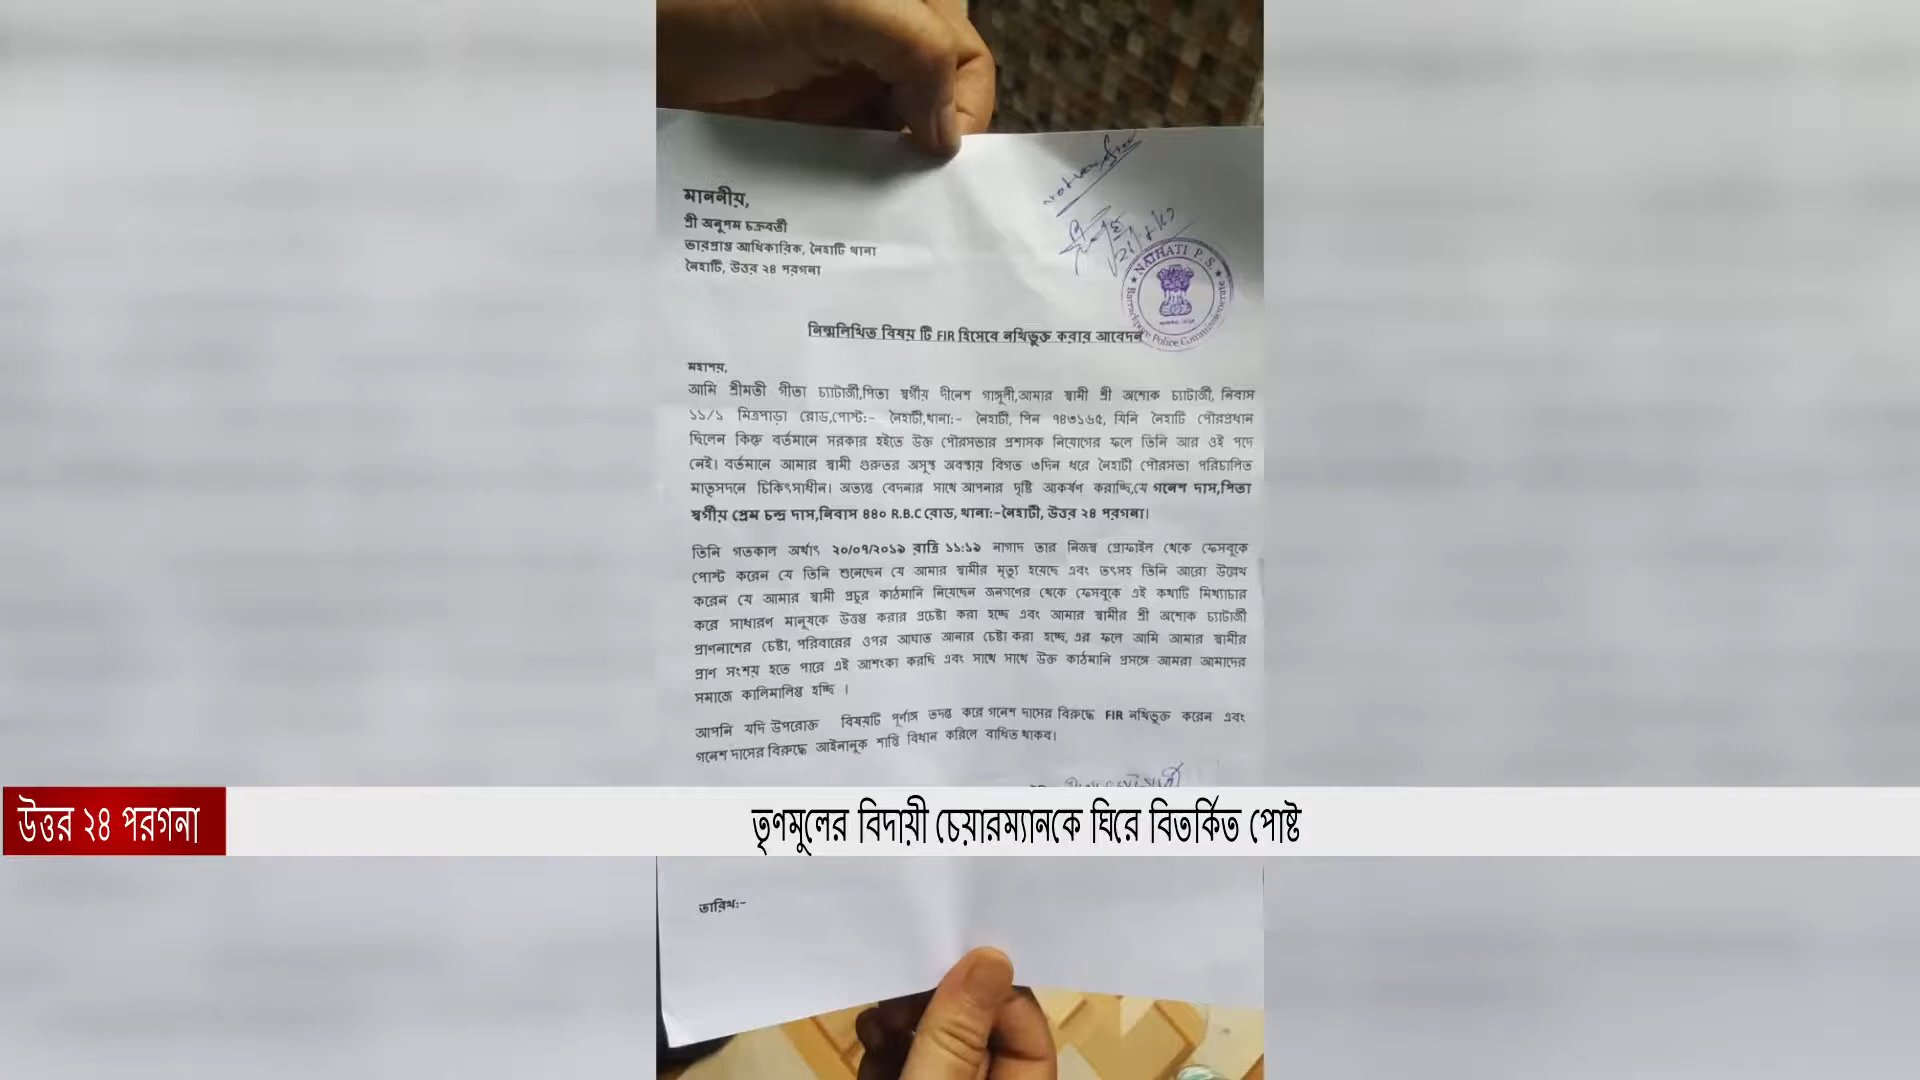 মাননীয়,
শ্রী অনুপম চক্রবর্তী
ভারপ্রাপ্ত আধিকারিক, নৈহাটি থানা
নৈহাটি, উত্তর ২৪ পরগনা
NAIHATI P. S.
Barrackpore Police Commissionerate
নিম্নলিখিত বিষয় টি FIR হিসেবে নথিভুক্ত করার আবেদন
মহাশয়,
আমি শ্রীমতী গীতা চ্যাটার্জী,পিতা স্বর্গীয় দীনেশ গাঙ্গুলী,আমার স্বামী শ্রী অশোক চ্যাটার্জী, নিবাস
১১/১ মিত্রপাড়া রোড,পোস্ট:- নৈহাটী,থানা:- নৈহাটী, পিন ৭৪৩১৬৫, যিনি নৈহাটি পৌরপ্রধান
ছিলেন কিন্তু বর্তমানে সরকার হইতে উক্ত পৌরসভার প্রশাসক নিয়োগের ফলে তিনি আর ওই পদে
নেই। বর্তমানে আমার স্বামী গুরুতর অসুস্থ অবস্থায় বিগত ৩দিন ধরে নৈহাটী পৌরসভা পরিচালিত
মাতৃসদনে চিকিৎসাধীন। অত্যন্ত বেদনার সাথে আপনার দৃষ্টি আকর্ষণ করাচ্ছি,যে গনেশ দাস,পিতা
স্বর্গীয় প্রেম চন্দ্র দাস,নিবাস ৪৪০ R.B.C রোড, থানা:-নৈহাটী, উত্তর ২৪ পরগনা।
তিনি গতকাল অর্থাৎ ২০/০৭/২০১৯ রাত্রি ১১:১৯ নাগাদ তার নিজস্ব প্রোফাইল থেকে ফেসবুকে
পোস্ট করেন যে তিনি শুনেছেন যে আমার স্বামীর মৃত্যু হয়েছে এবং তৎসহ তিনি আরো উল্লেখ
করেন যে আমার স্বামী প্রচুর কাঠমানি নিয়েছেন জনগণের থেকে ফেসবুকে এই কথাটি মিথ্যাচার
করে সাধারণ মানুষকে উত্তপ্ত করার প্রচেষ্টা করা হচ্ছে এবং আমার স্বামীর শ্রী অশোক চ্যাটার্জী
প্রাণনাশের চেষ্টা, পরিবারের ওপর আঘাত আনার চেষ্টা করা হচ্ছে, এর ফলে আমি আমার স্বামীর
প্রাণ সংশয় হতে পারে এই আশংকা করছি এবং সাথে সাথে উক্ত কাঠমানি প্রসঙ্গে আমরা আমাদের
সমাজে কালিমালিপ্ত হচ্ছি ।
আপনি যদি উপরোক্ত বিষয়টি পূর্ণাঙ্গ তদন্ত করে গনেশ দাসের বিরুদ্ধে FIR নথিভুক্ত করেন এবং
গনেশ দাসের বিরুদ্ধে আইনানুক শাস্তি বিধান করিলে বাধিত থাকব।
উত্তর ২৪ পরগনা
তৃণমুলের বিদায়ী চেয়ারম্যানকে ঘিরে বিতর্কিত পোষ্ট
তারিখ:-